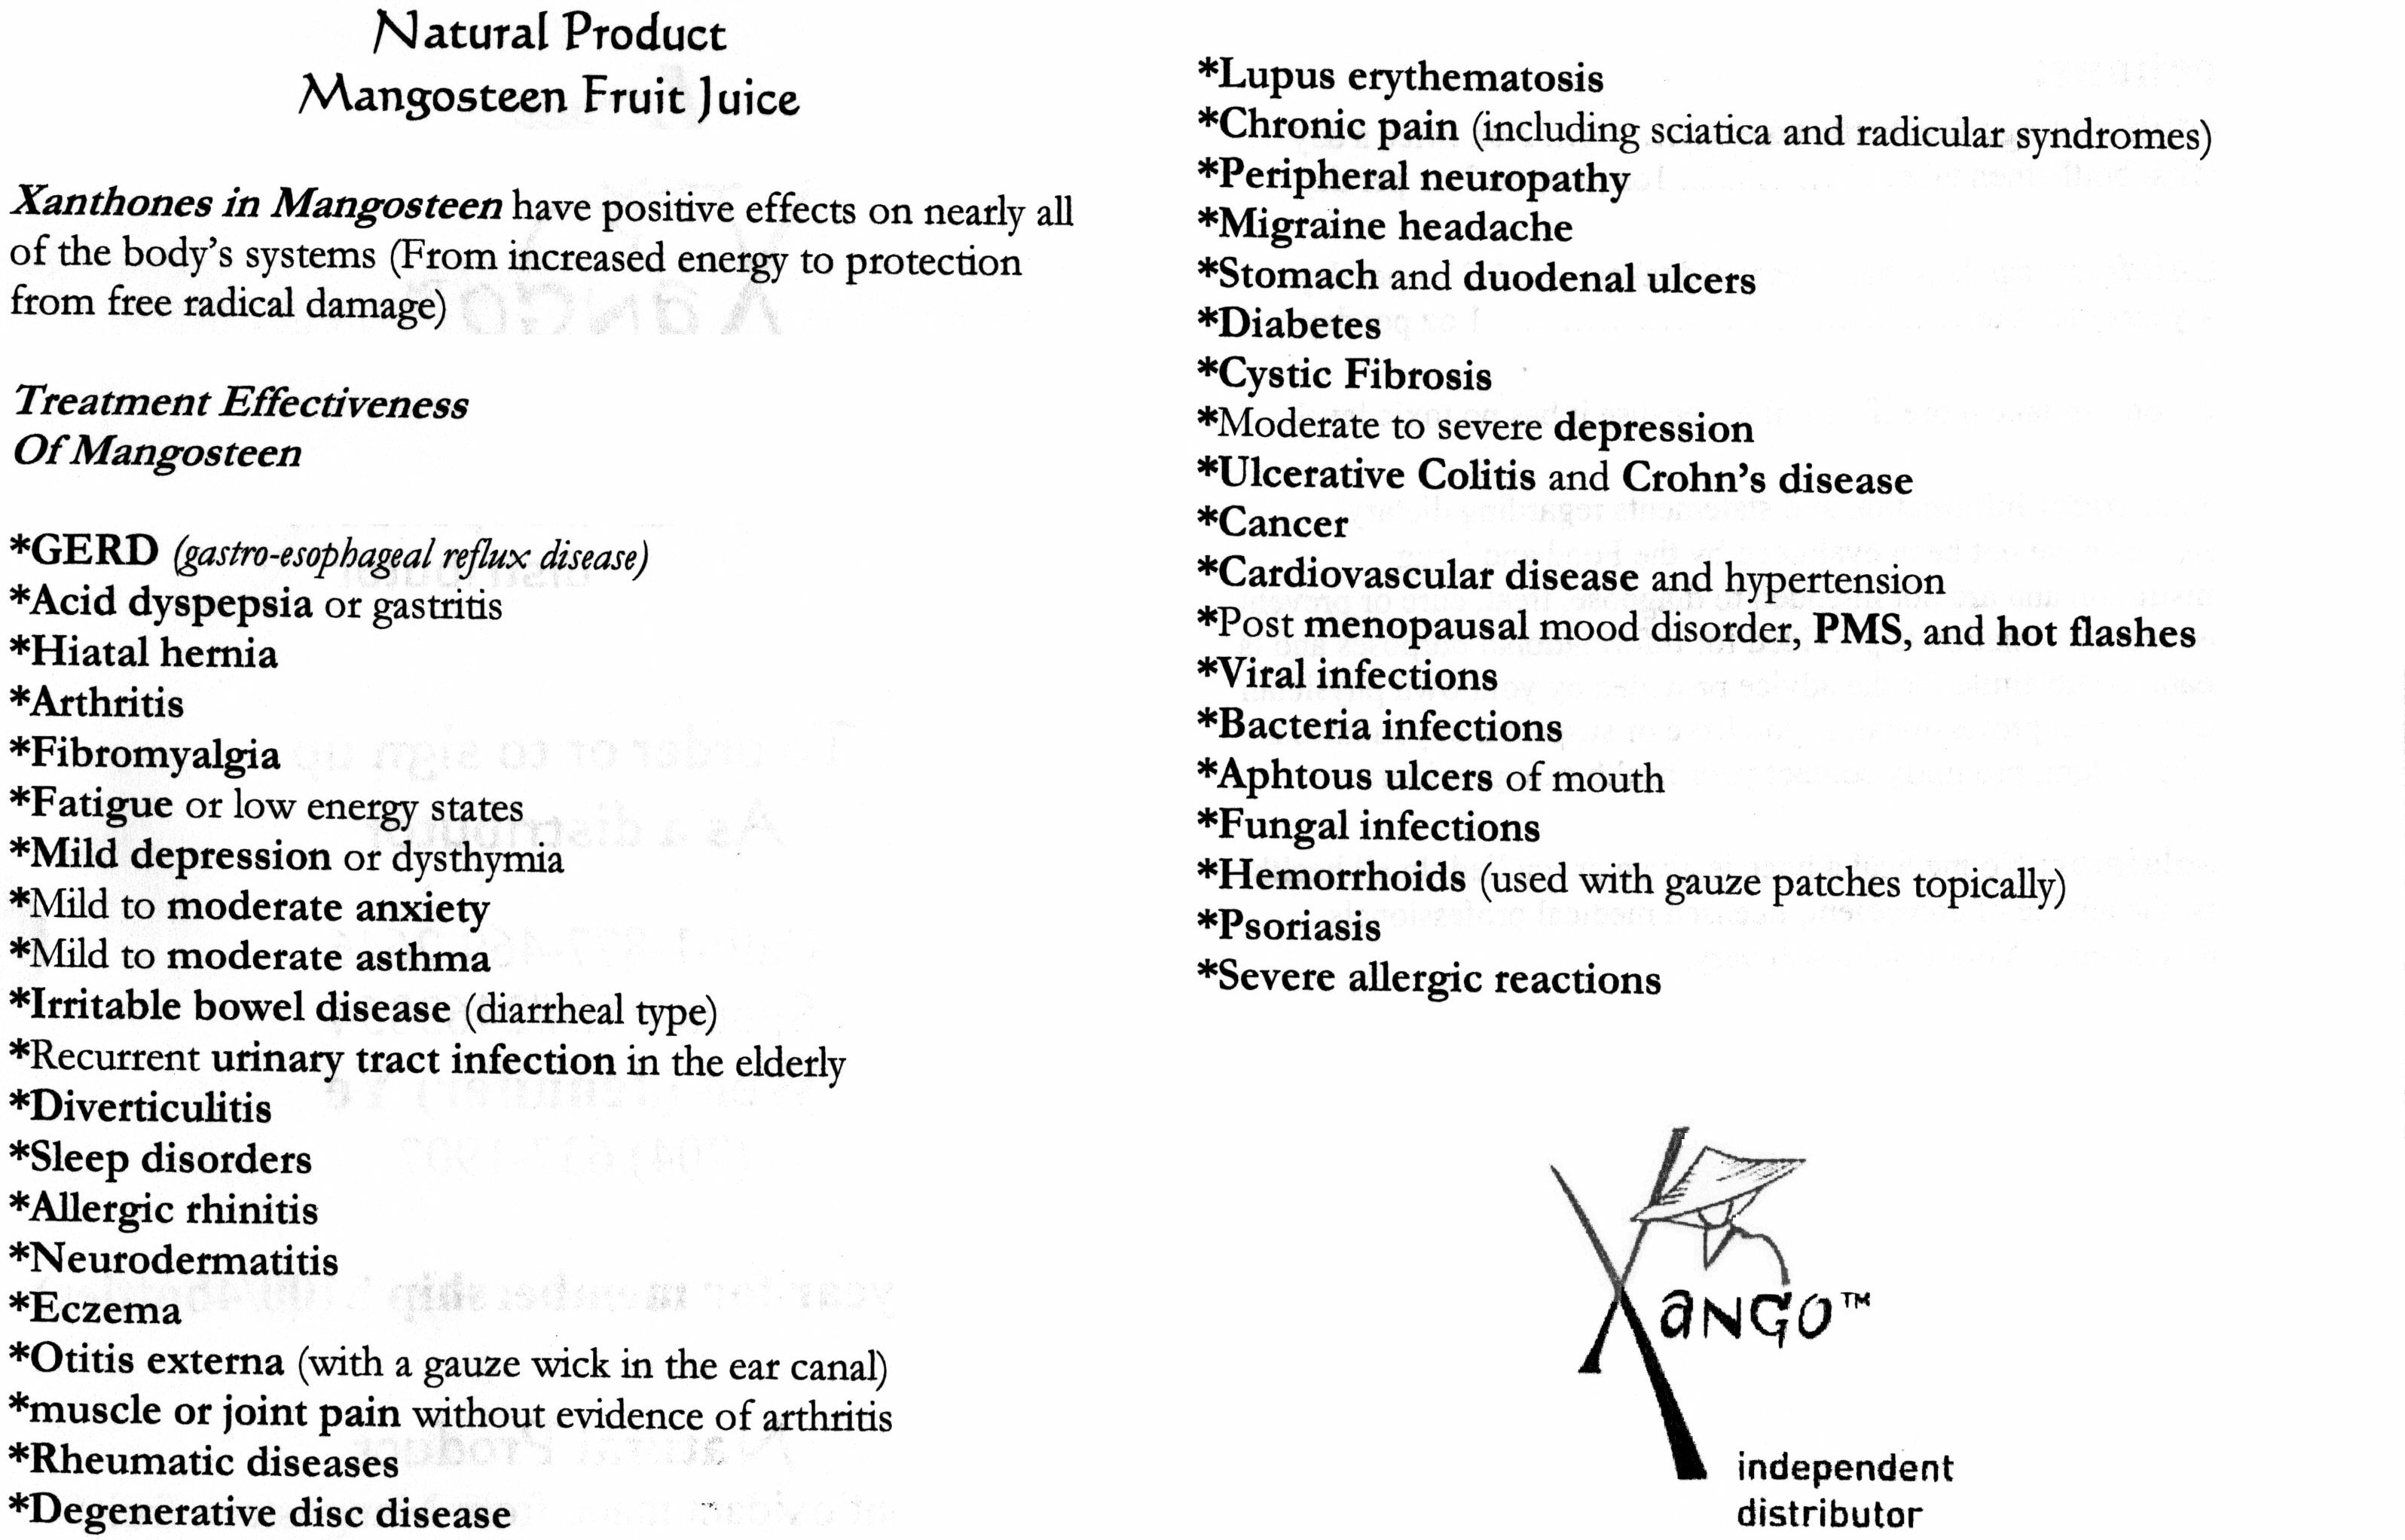 Natural Product
Mangosteen Fruit Juice
Xanthones in Mangosteen have positive effects on nearly all
of the body's systems (From increased energy to protection
from free radical damage)
Treatment Effectiveness
Of Mangosteen
*GERD (gastro-esophageal reflux disease)
*Acid dyspepsia or gastritis
*Hiatal hernia
*Arthritis
*Fibromyalgia
*Fatigue or low energy states
*Mild depression or dysthymia
*Mild to moderate anxiety
*Mild to moderate asthma
*Irritable bowel disease (diarrheal type)
*Recurrent urinary tract infection in the elderly
*Diverticulitis
*Sleep disorders
*Allergic rhinitis
*Neurodermatitis
*Eczema
*Otitis externa (with a gauze wick in the ear canal)
*muscle or joint pain without evidence of arthritis
*Rheumatic diseases
*Degenerative disc disease
*Lupus erythematosis
*Chronic pain (including sciatica and radicular syndromes)
*Peripheral neuropathy
*Migraine headache
*Stomach and duodenal ulcers
*Diabetes
*Cystic Fibrosis
*Moderate to severe depression
*Ulcerative Colitis and Crohn's disease
*Cancer
*Cardiovascular disease and hypertension
*Post menopausal mood disorder, PMS, and hot flashes
*Viral infections
*Bacteria infections
*Aphtous ulcers of mouth
*Fungal infections
*Hemorrhoids (used with gauze patches topically)
*Psoriasis
*Severe allergic reactions
XANGO™
independent
distributor